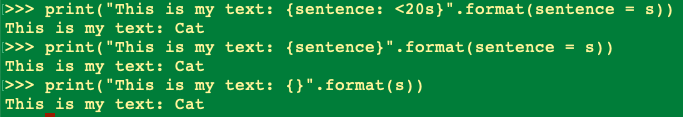 >>> print("This is my text: {sentence: <20s}".format(sentence = s))
This is my text: Cat
>>> print("This is my text: {sentence}".format(sentence = s))
This is my text: Cat
>>> print("This is my text: {}".format(s))
This is my text: Cat